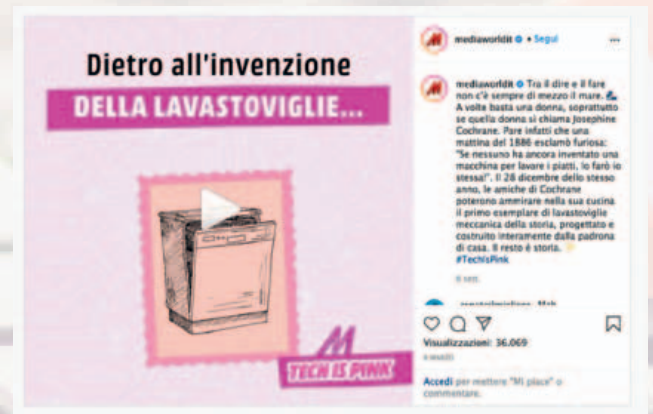 Dietro all'invenzione
DELLA LAVASTOVIGLIE...
TECH IS PINK
mediaworldit • Segui
mediaworldit Tra il dire e il fare
non c'è sempre di mezzo il mare.
A volte basta una donna, soprattutto
se quella donna si chiama Josephine
Cochrane. Pare infatti che una
mattina del 1886 esclamò furiosa:
"Se nessuno ha ancora inventato una
macchina per lavare i piatti, lo farò io
stessa!". Il 28 dicembre dello stesso
anno, le amiche di Cochrane
poterono ammirare nella sua cucina
il primo esemplare di lavastoviglie
meccanica della storia, progettato e
costruito interamente dalla padrona
di casa. Il resto è storia.
#TechIsPink
Visualizzazioni: 36.069
Accedi per mettere "Mi piace" o
commentare.